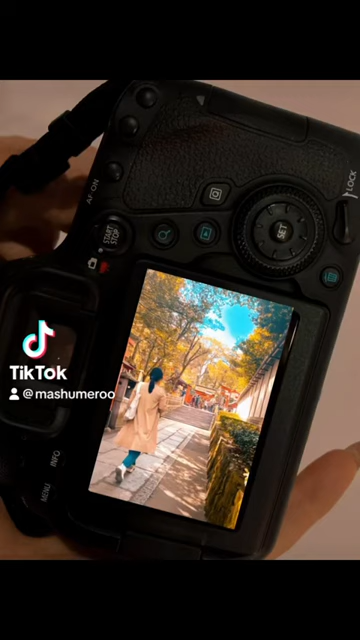 LOCK
AF-ON
START/
STOP
SET
TikTok
@mashumeroo
INFO
MENU